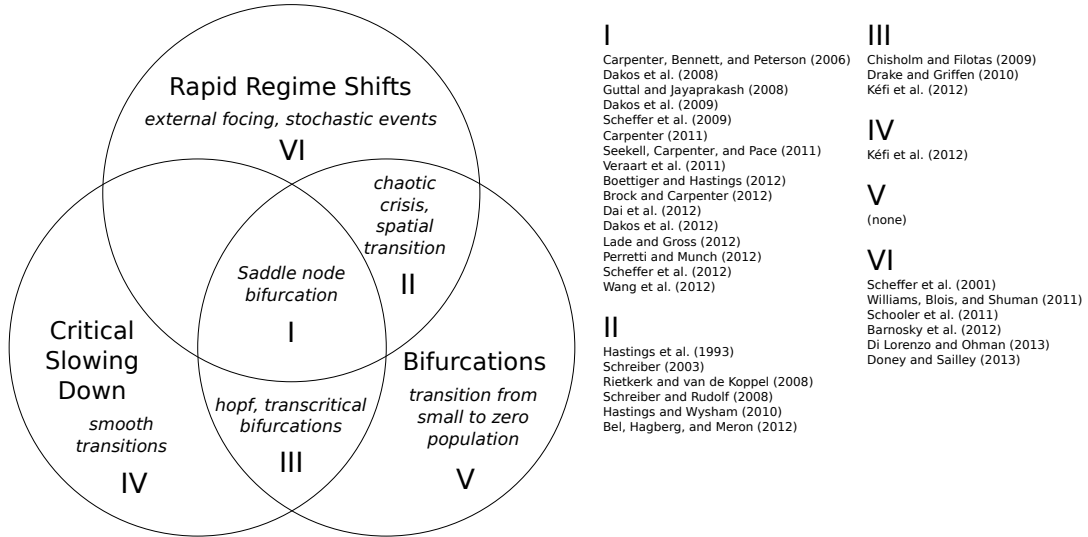 Rapid Regime Shifts
external focing, stochastic events
VI
chaotic
crisis,
spatial
transition
II
Saddle node
bifurcation
I
Critical
Slowing
Down
smooth
transitions
IV
hopf, transcritical
bifurcations
III
Bifurcations
transition from
small to zero
population
V
I
Carpenter, Bennett, and Peterson (2006)
Dakos et al. (2008)
Guttal and Jayaprakash (2008)
Dakos et al. (2009)
Scheffer et al. (2009)
Carpenter (2011)
Seekell, Carpenter, and Pace (2011)
Veraart et al. (2011)
Boettiger and Hastings (2012)
Brock and Carpenter (2012)
Dai et al. (2012)
Dakos et al. (2012)
Lade and Gross (2012)
Perretti and Munch (2012)
Scheffer et al. (2012)
Wang et al. (2012)
II
Hastings et al. (1993)
Schreiber (2003)
Rietkerk and van de Koppel (2008)
Schreiber and Rudolf (2008)
Hastings and Wysham (2010)
Bel, Hagberg, and Meron (2012)
III
Chisholm and Filotas (2009)
Drake and Griffen (2010)
Kéfi et al. (2012)
IV
Kéfi et al. (2012)
V
(none)
VI
Scheffer et al. (2001)
Williams, Blois, and Shuman (2011)
Schooler et al. (2011)
Barnosky et al. (2012)
Di Lorenzo and Ohman (2013)
Doney and Sailley (2013)